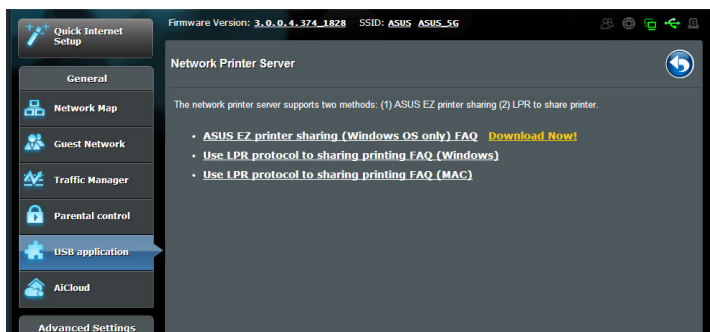 Quick Internet
Setup
Firmware Version: 3.0.0.4.374_1828 SSID: ASUS ASUS_5G
General
Network Map
Guest Network
Traffic Manager
Parental control
USB application
AiCloud
Advanced Settings
Network Printer Server
The network printer server supports two methods: (1) ASUS EZ printer sharing (2) LPR to share printer.
• ASUS EZ printer sharing (Windows OS only) FAQ Download Now!
• Use LPR protocol to sharing printing FAQ (Windows)
• Use LPR protocol to sharing printing FAQ (MAC)